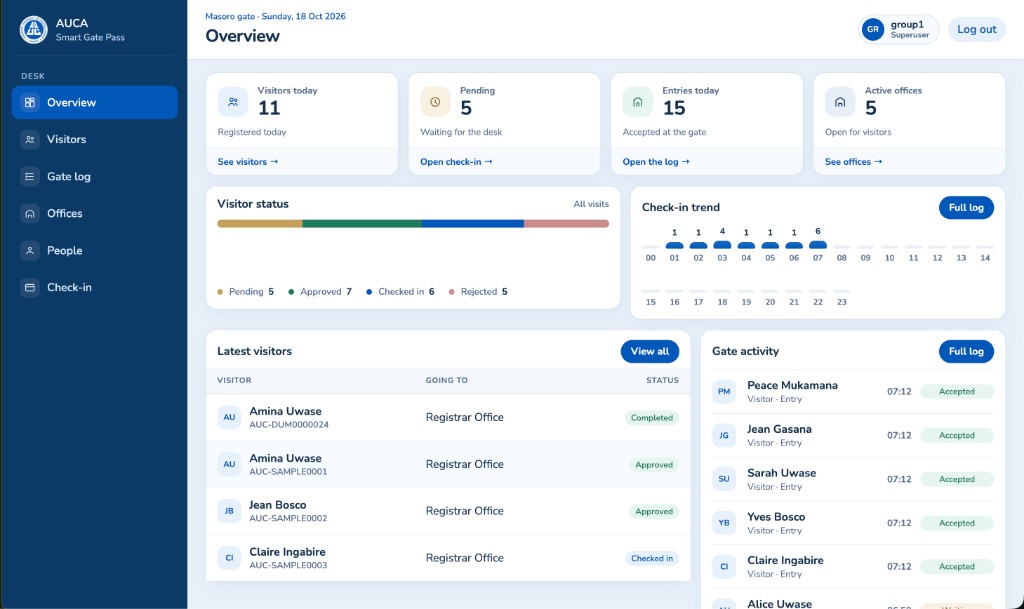 AUCA
Smart Gate Pass
DESK
Overview
Visitors
Gate log
Offices
People
Check-in
Masoro gate · Sunday, 18 Oct 2026
Overview
GR
group1
Superuser
Log out
Visitors today
11
Registered today
See visitors →
Pending
5
Waiting for the desk
Open check-in →
Entries today
15
Accepted at the gate
Open the log →
Active offices
5
Open for visitors
See offices →
Visitor status
All visits
Pending 5
Approved 7
Checked in 6
Rejected 5
Check-in trend
Full log
1 1 4 1 1 1 6
00 01 02 03 04 05 06 07 08 09 10 11 12 13 14
15 16 17 18 19 20 21 22 23
Latest visitors
View all
VISITOR GOING TO STATUS
AU
Amina Uwase
AUC-DUM0000024
Registrar Office
Completed
AU
Amina Uwase
AUC-SAMPLE0001
Registrar Office
Approved
JB
Jean Bosco
AUC-SAMPLE0002
Registrar Office
Approved
CI
Claire Ingabire
AUC-SAMPLE0003
Registrar Office
Checked in
Gate activity
Full log
PM
Peace Mukamana
Visitor · Entry
07:12
Accepted
JG
Jean Gasana
Visitor · Entry
07:12
Accepted
SU
Sarah Uwase
Visitor · Entry
07:12
Accepted
YB
Yves Bosco
Visitor · Entry
07:12
Accepted
CI
Claire Ingabire
Visitor · Entry
07:12
Accepted
Alice Uwase